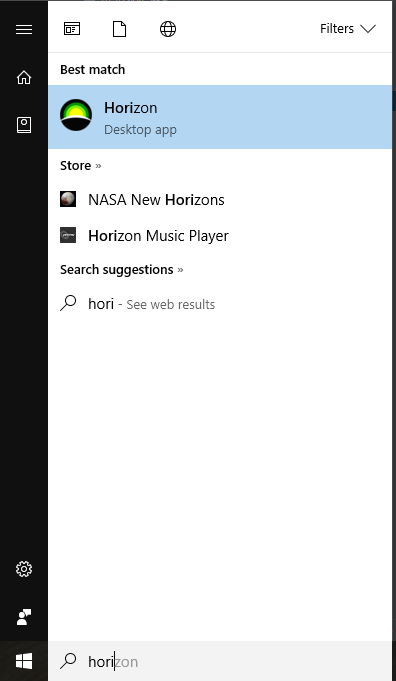 Filters
Best match
Horizon
Desktop app
Store »
NASA New Horizons
Horizon Music Player
Search suggestions »
hori - See web results
horizon